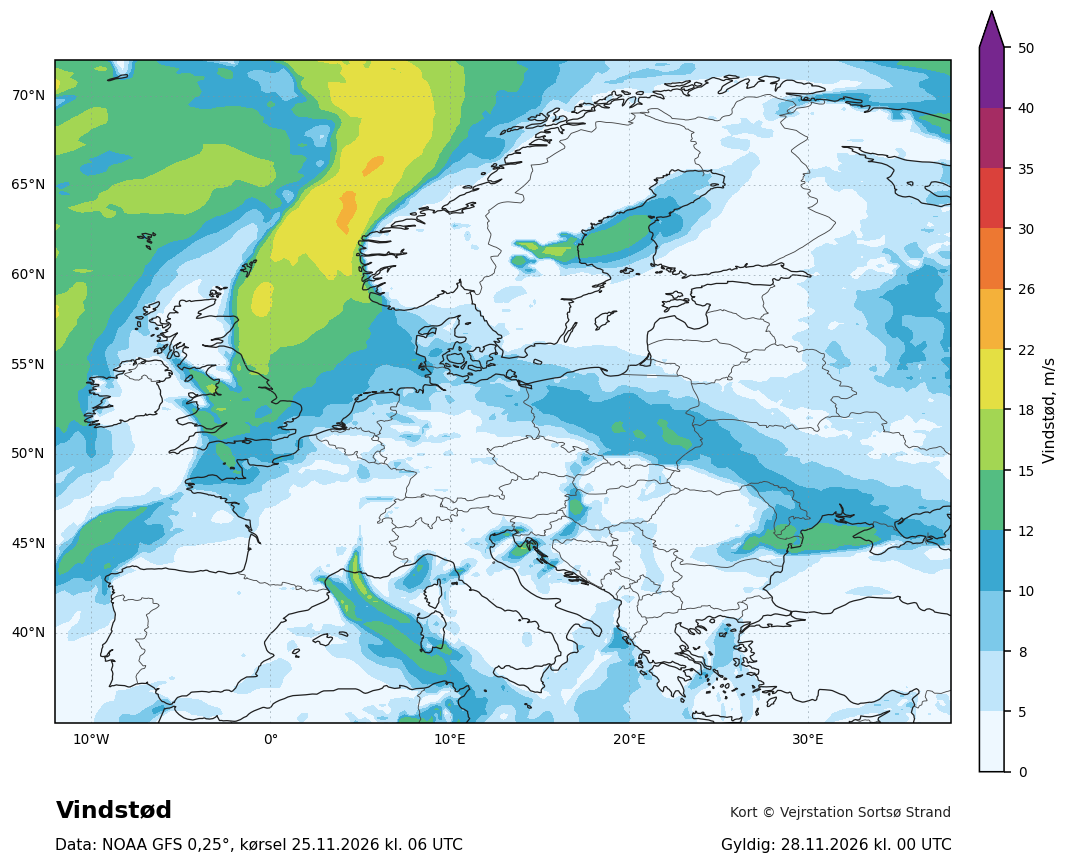 50
40
35
30
26
22
18
15
12
10
8
5
0
Vindstød, m/s
70°N
65°N
60°N
55°N
50°N
45°N
40°N
10°W
0°
10°E
20°E
30°E
Vindstød
Kort © Vejrstation Sortsø Strand
Data: NOAA GFS 0,25°, kørsel 25.11.2026 kl. 06 UTC
Gyldig: 28.11.2026 kl. 00 UTC